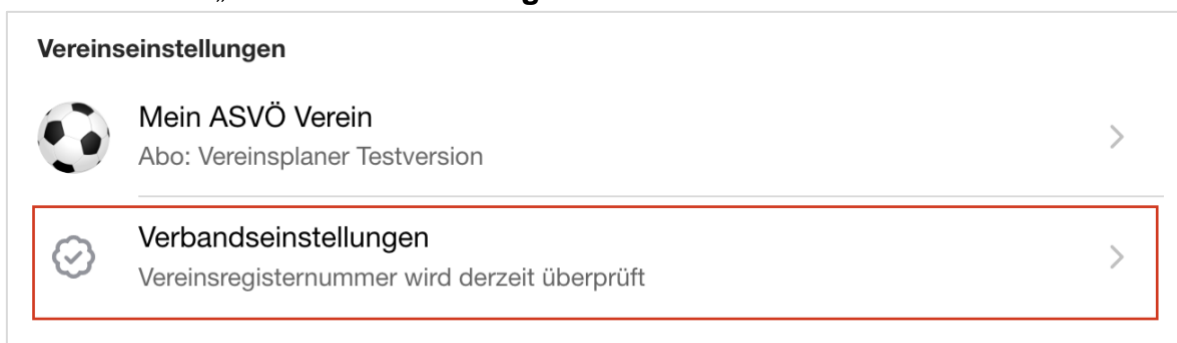 Vereinseinstellungen
Mein ASVÖ Verein
Abo: Vereinsplaner Testversion
Verbandseinstellungen
Vereinsregisternummer wird derzeit überprüft